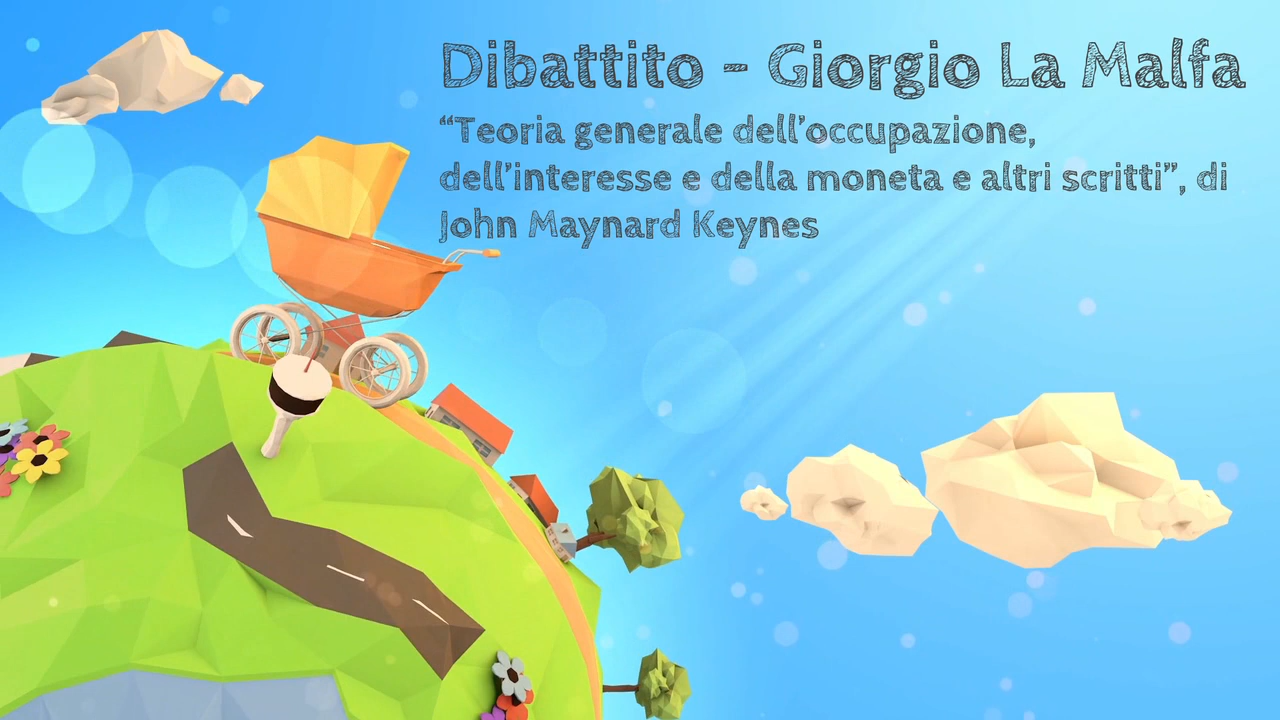 Dibattito - Giorgio La Malfa
“Teoria generale dell’occupazione,
dell’interesse e della moneta e altri scritti”, di
John Maynard Keynes